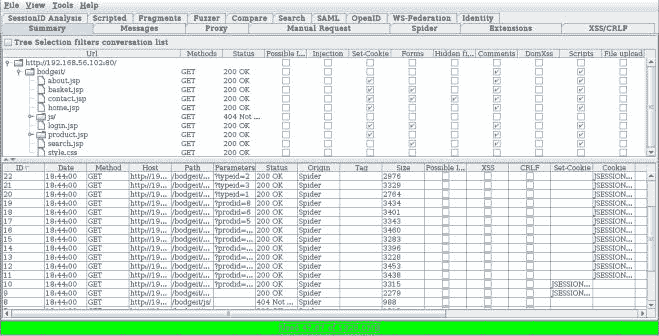 File View Tools Help
SessionID Analysis Scripted Fragments Fuzzer Compare Search SAML OpenID WS-Federation Identity
Summary Messages Proxy Manual Request Spider Extensions XSS/CRLF
Tree Selection filters conversation list
Url Methods Status Possible I... Injection Set-Cookie Forms Hidden fi... Comments DomXss Scripts File upload
http://192.168.56.102:80/
bodgeit/ GET 200 OK
about.jsp GET 200 OK
basket.jsp GET 200 OK
contact.jsp GET 200 OK
home.jsp GET 200 OK
js/ GET 404 Not ...
login.jsp GET 200 OK
product.jsp GET 200 OK
search.jsp GET 200 OK
style.css GET 200 OK
ID Date Method Host Path Parameters Status Origin Tag Size Possible I... XSS CRLF Set-Cookie Cookie
22 18:44:00 GET http://19... /bodgeit/... ?typeid=2 200 OK Spider 2976 JSESSION...
21 18:44:00 GET http://19... /bodgeit/... ?typeid=3 200 OK Spider 3329 JSESSION...
20 18:44:00 GET http://19... /bodgeit/... ?typeid=1 200 OK Spider 2764 JSESSION...
19 18:44:00 GET http://19... /bodgeit/... ?prodid=8 200 OK Spider 3434 JSESSION...
18 18:44:00 GET http://19... /bodgeit/... ?prodid=6 200 OK Spider 3401 JSESSION...
17 18:44:00 GET http://19... /bodgeit/... ?prodid=5 200 OK Spider 3343 JSESSION...
16 18:44:00 GET http://19... /bodgeit/... ?prodid=... 200 OK Spider 3460 JSESSION...
15 18:44:00 GET http://19... /bodgeit/... ?prodid=... 200 OK Spider 3283 JSESSION...
14 18:44:00 GET http://19... /bodgeit/... ?prodid=... 200 OK Spider 3396 JSESSION...
13 18:44:00 GET http://19... /bodgeit/... ?prodid=... 200 OK Spider 3228 JSESSION...
12 18:44:00 GET http://19... /bodgeit/... ?prodid=... 200 OK Spider 3453 JSESSION...
11 18:44:00 GET http://19... /bodgeit/... ?prodid=... 200 OK Spider 3438 JSESSION...
10 18:44:00 GET http://19... /bodgeit/... ?prodid=... 200 OK Spider 3315 JSESSION...
9 18:44:00 GET http://19... /bodgeit/... 200 OK Spider 2279 JSESSION...
8 18:44:00 GET http://19... /bodgeit/js/ 404 Not ... Spider 988